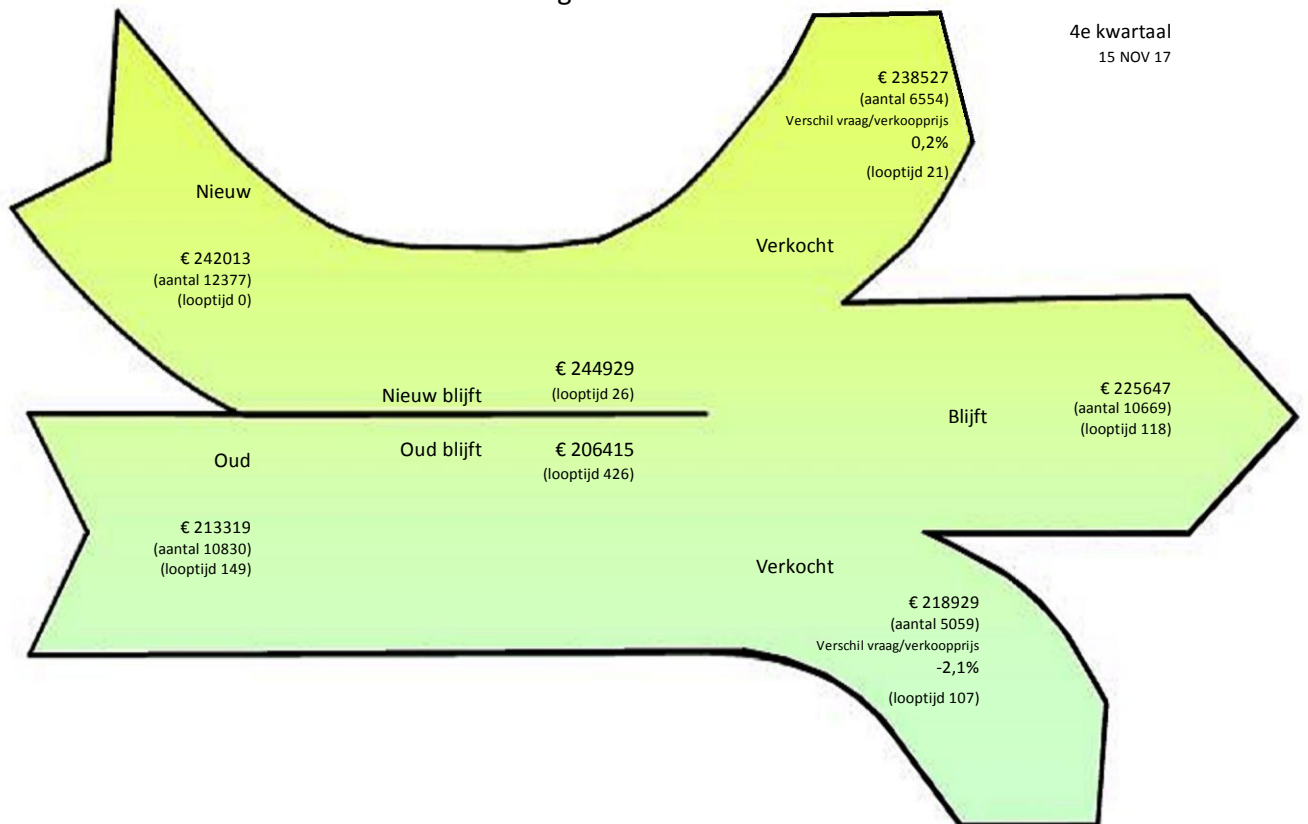 4e kwartaal
15 NOV 17
€ 238527
(aantal 6554)
Verschil vraag/verkoopprijs
0,2%
(looptijd 21)
Nieuw
Verkocht
€ 242013
(aantal 12377)
(looptijd 0)
€ 244929
Nieuw blijft
(looptijd 26)
€ 225647
(aantal 10669)
(looptijd 118)
Blijft
Oud blijft
€ 206415
(looptijd 426)
Oud
€ 213319
(aantal 10830)
(looptijd 149)
Verkocht
€ 218929
(aantal 5059)
Verschil vraag/verkoopprijs
-2,1%
(looptijd 107)